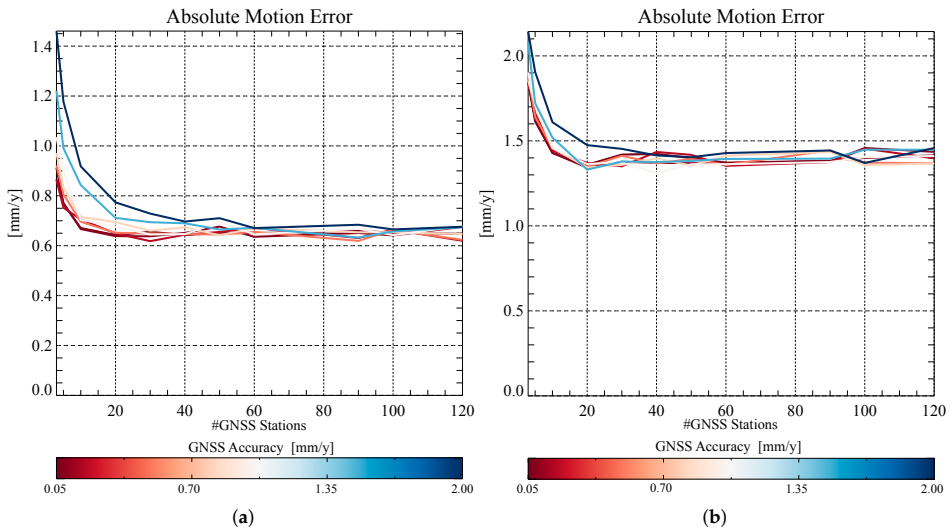 Absolute Motion Error
1.4
1.2
1.0
0.8
0.6
0.4
0.2
0.0
[mm/y]
20 40 60 80 100 120
#GNSS Stations
GNSS Accuracy [mm/y]
0.05 0.70 1.35 2.00
(a)
Absolute Motion Error
2.0
1.5
1.0
0.5
0.0
[mm/y]
20 40 60 80 100 120
#GNSS Stations
GNSS Accuracy [mm/y]
0.05 0.70 1.35 2.00
(b)